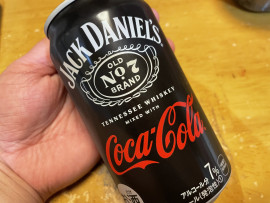 JACK DANIEL'S
OLD
No.7
BRAND
TENNESSEE WHISKEY
MIXED WITH
Coca-Cola
アルコール分7%